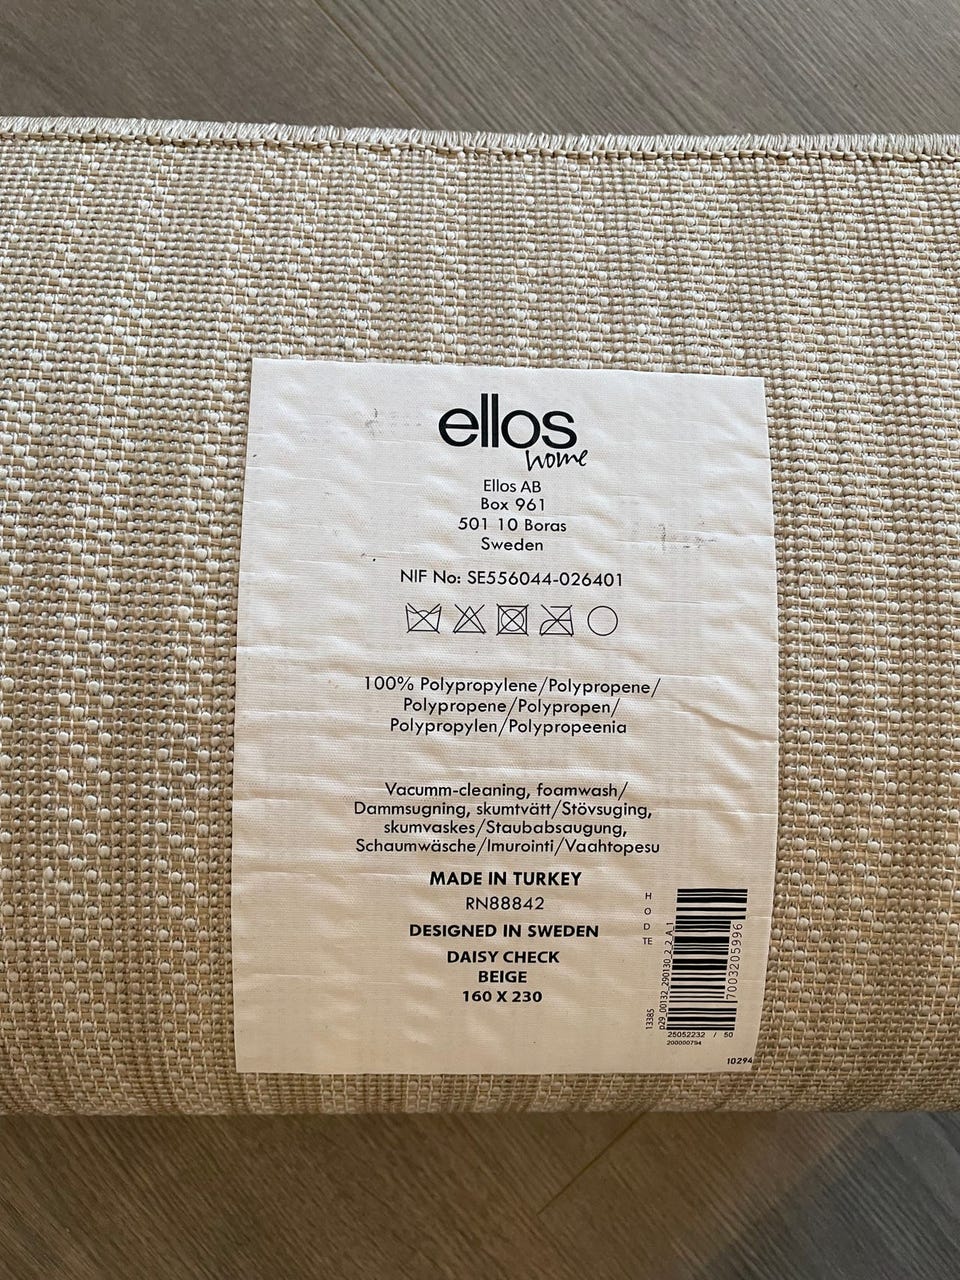 ellos
home
Ellos AB
Box 961
501 10 Boras
Sweden
NIF No: SE556044-026401
100% Polypropylene/Polypropene/
Polypropene/Polypropen/
Polypropylen/Polypropeenia
Vacumm-cleaning, foamwash/
Dammsugning, skumtvätt/Stövsuging,
skumvaskes/Staubabsaugung,
Schaumwäsche/Imurointi/Vaahtopesu
MADE IN TURKEY
RN88842
DESIGNED IN SWEDEN
DAISY CHECK
BEIGE
160 X 230
H
O
D
TE
13385
p29_00132_290130_2_2_A_1
7003205996
25052232 / 50
200000794
10294